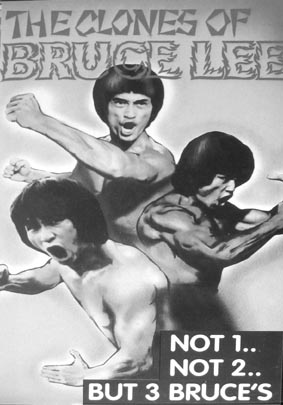 THE CLONES OF
BRUCE LEE
NOT 1..
NOT 2..
BUT 3 BRUCE'S